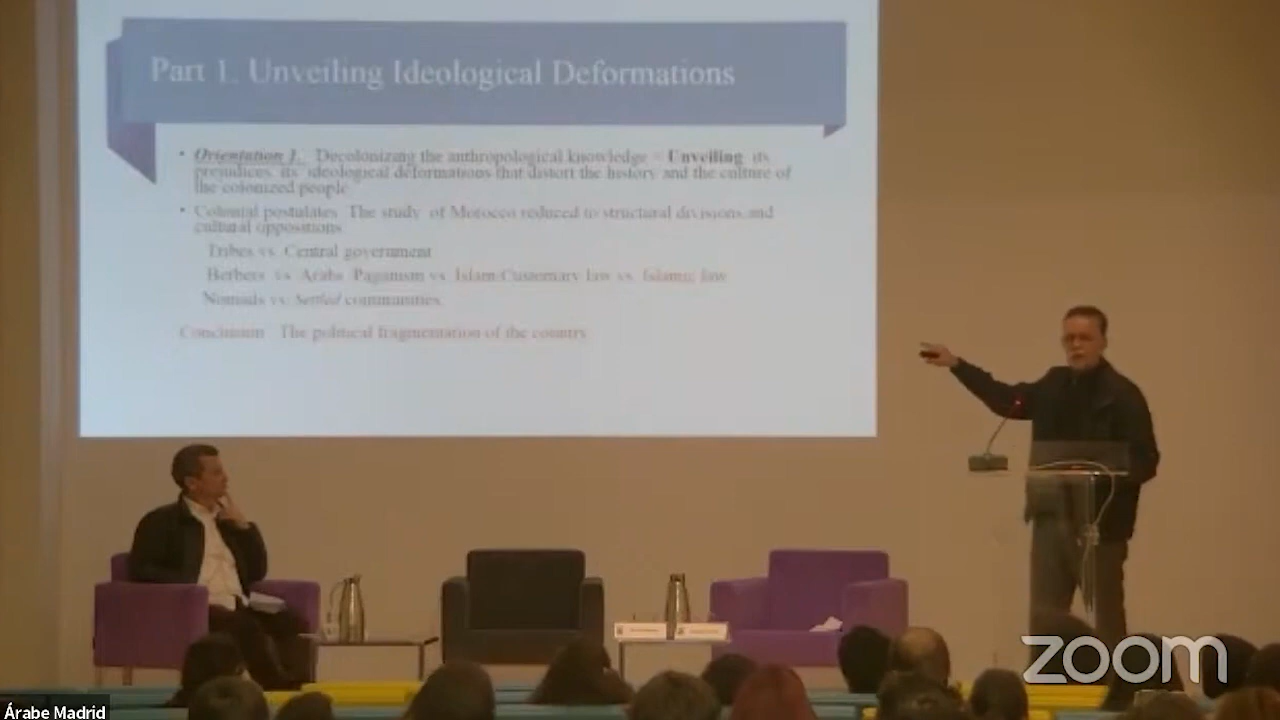 Part 1. Unveiling Ideological Deformations
• Orientation 1. Decolonizing the anthropological knowledge = Unveiling its
prejudices, its ideological deformations that distort the history and the culture of
the colonized people
• Colonial postulates The study of Morocco reduced to structural divisions and
cultural oppositions
Tribes vs. Central government
Berbers vs Arabs Paganism vs. Islam Customary law vs. Islamic law
Nomads vs. Settled communities.
Conclusion The political fragmentation of the country
zoom
Árabe Madrid